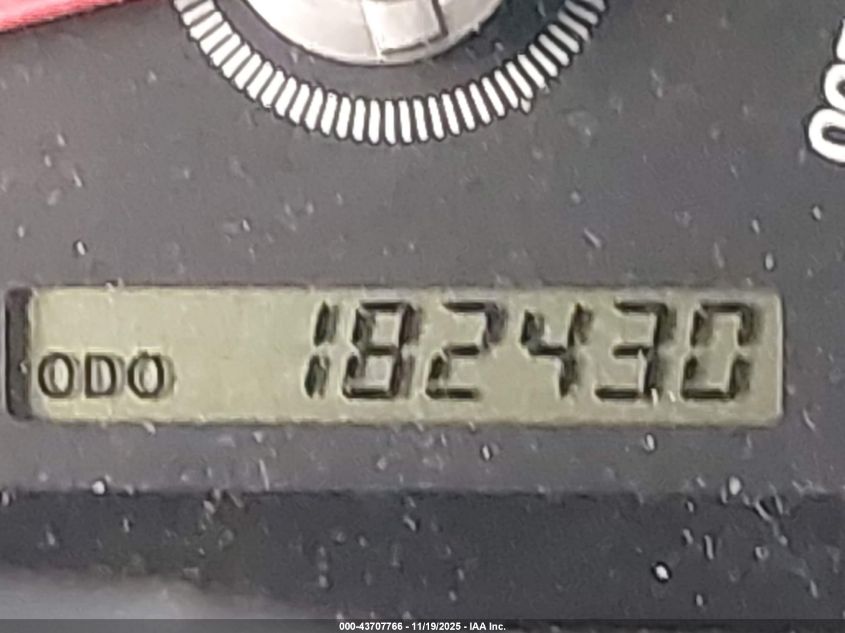 ODO 182430
000-43707766 - 11/19/2025 - IAA Inc.